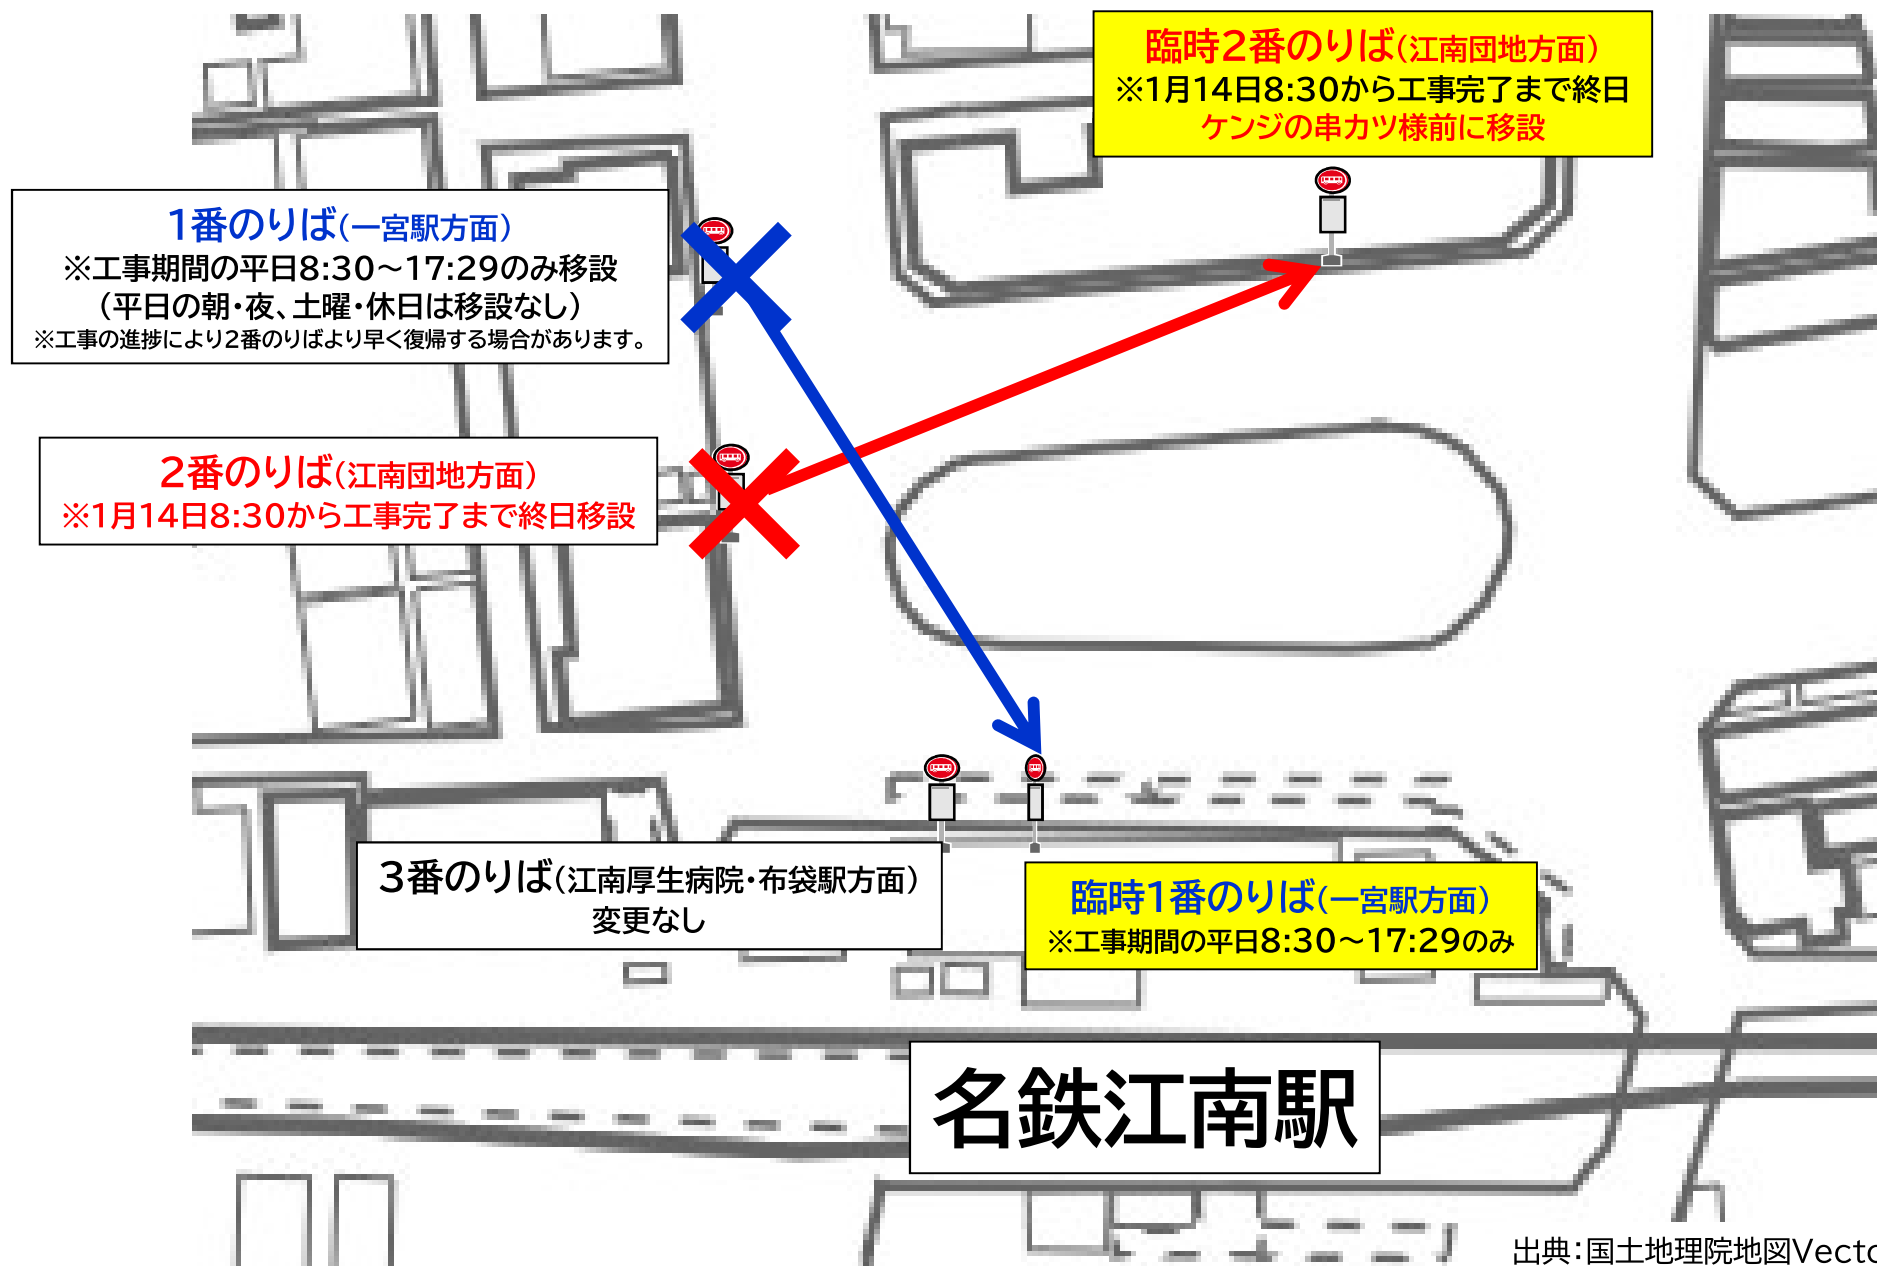 臨時2番のりば(江南団地方面)
※1月14日8:30から工事完了まで終日
ケンジの串カツ様前に移設
1番のりば(一宮駅方面)
※工事期間の平日8:30～17:29のみ移設
(平日の朝・夜、土曜・休日は移設なし)
※工事の進捗により2番のりばより早く復帰する場合があります。
2番のりば(江南団地方面)
※1月14日8:30から工事完了まで終日移設
3番のりば(江南厚生病院・布袋駅方面)
変更なし
臨時1番のりば(一宮駅方面)
※工事期間の平日8:30～17:29のみ
名鉄江南駅
出典：国土地理院地図Vecto